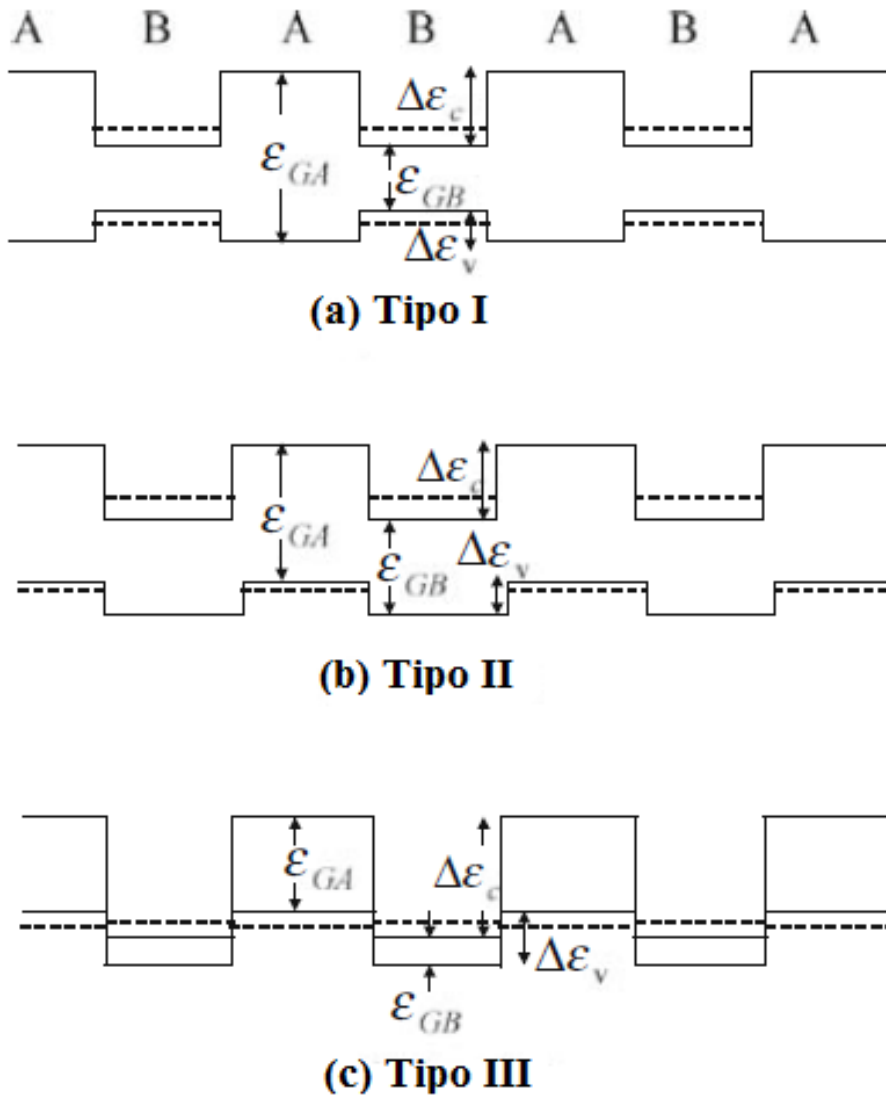 A B A B A B A
Δε_c
ε_GA
ε_GB
Δε_v
(a) Tipo I
Δε_c
ε_GA
Δε_v
ε_GB
(b) Tipo II
ε_GA
Δε_c
Δε_v
ε_GB
(c) Tipo III